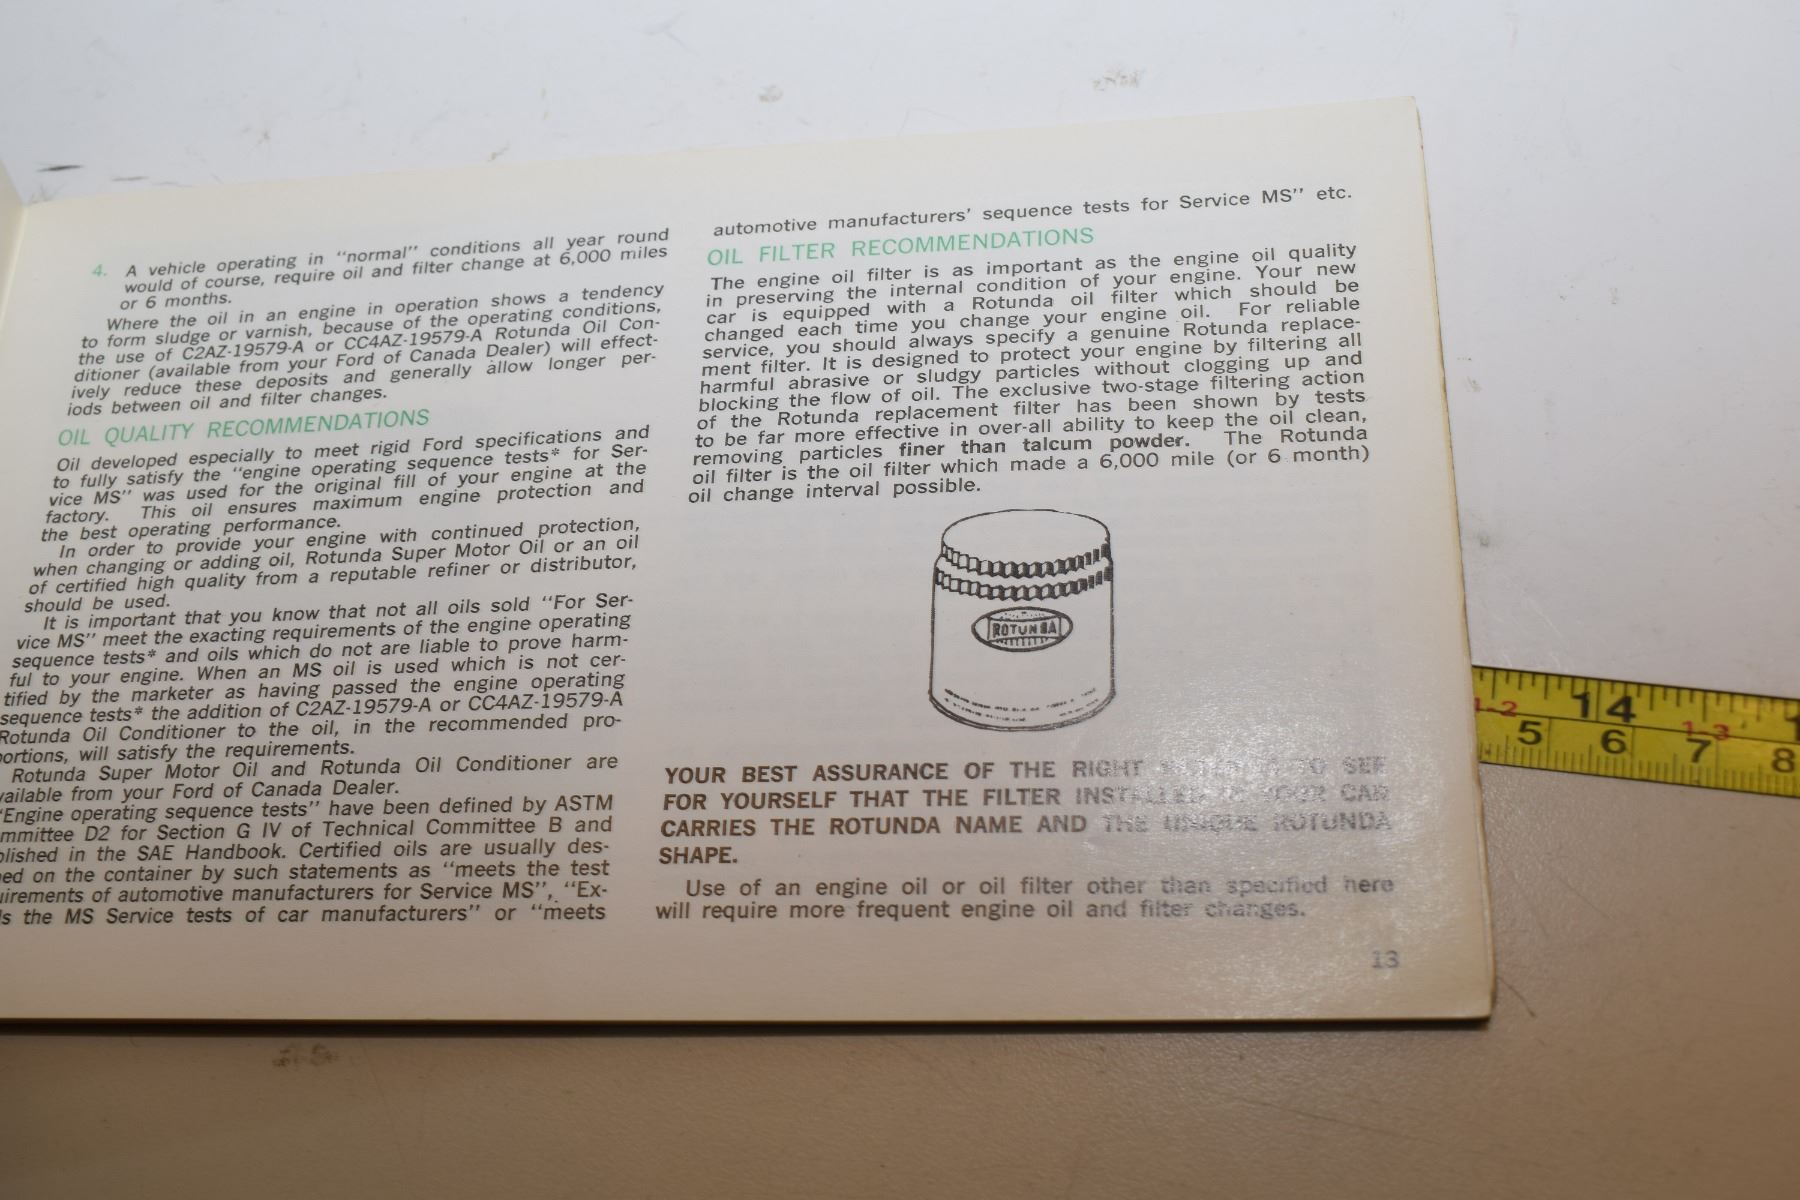 4. A vehicle operating in “normal” conditions all year round
would of course, require oil and filter change at 6,000 miles
or 6 months.
Where the oil in an engine in operation shows a tendency
to form sludge or varnish, because of the operating conditions,
the use of C2AZ-19579-A or CC4AZ-19579-A Rotunda Oil Con-
ditioner (available from your Ford of Canada Dealer) will effect-
ively reduce these deposits and generally allow longer per-
iods between oil and filter changes.
OIL QUALITY RECOMMENDATIONS
Oil developed especially to meet rigid Ford specifications and
to fully satisfy the “engine operating sequence tests* for Ser-
vice MS” was used for the original fill of your engine at the
factory. This oil ensures maximum engine protection and
the best operating performance.
In order to provide your engine with continued protection,
when changing or adding oil, Rotunda Super Motor Oil or an oil
of certified high quality from a reputable refiner or distributor,
should be used.
It is important that you know that not all oils sold “For Ser-
vice MS” meet the exacting requirements of the engine operating
sequence tests* and oils which do not are liable to prove harm-
ful to your engine. When an MS oil is used which is not cer-
tified by the marketer as having passed the engine operating
sequence tests* the addition of C2AZ-19579-A or CC4AZ-19579-A
Rotunda Oil Conditioner to the oil, in the recommended pro-
portions, will satisfy the requirements.
Rotunda Super Motor Oil and Rotunda Oil Conditioner are
vailable from your Ford of Canada Dealer.
“Engine operating sequence tests” have been defined by ASTM
mmittee D2 for Section G IV of Technical Committee B and
blished in the SAE Handbook. Certified oils are usually des-
ed on the container by such statements as “meets the test
uirements of automotive manufacturers for Service MS”, “Ex-
ls the MS Service tests of car manufacturers” or “meets
automotive manufacturers’ sequence tests for Service MS” etc.
OIL FILTER RECOMMENDATIONS
The engine oil filter is as important as the engine oil quality
in preserving the internal condition of your engine. Your new
car is equipped with a Rotunda oil filter which should be
changed each time you change your engine oil. For reliable
service, you should always specify a genuine Rotunda replace-
ment filter. It is designed to protect your engine by filtering all
harmful abrasive or sludgy particles without clogging up and
blocking the flow of oil. The exclusive two-stage filtering action
of the Rotunda replacement filter has been shown by tests
to be far more effective in over-all ability to keep the oil clean,
removing particles finer than talcum powder. The Rotunda
oil filter is the oil filter which made a 6,000 mile (or 6 month)
oil change interval possible.
ROTUNDA
YOUR BEST ASSURANCE OF THE RIGHT TO SEE
FOR YOURSELF THAT THE FILTER INSTALLED YOUR CAR
CARRIES THE ROTUNDA NAME AND THE UNIQUE ROTUNDA
SHAPE.
Use of an engine oil or oil filter other than specified here
will require more frequent engine oil and filter changes.
13
1-2 14 1-3
5 6 7 8